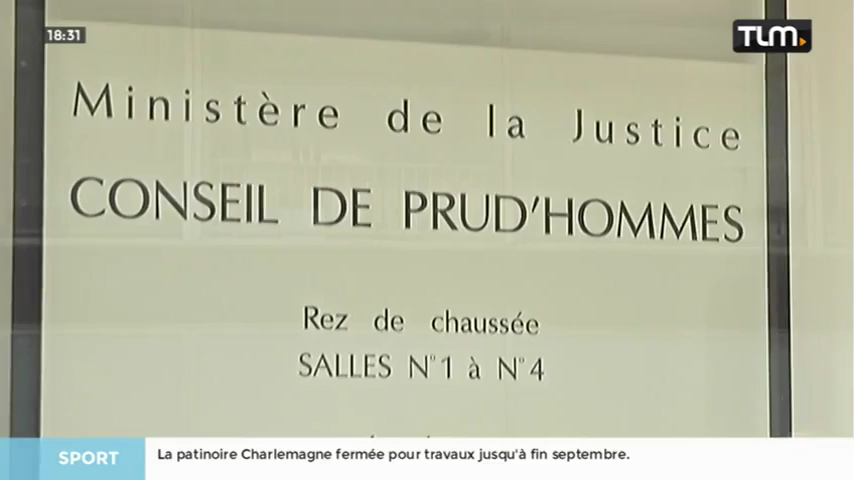 18:31
TLM
Ministère de la Justice
CONSEIL DE PRUD'HOMMES
Rez de chaussée
SALLES N°1 à N°4
SPORT
La patinoire Charlemagne fermée pour travaux jusqu'à fin septembre.